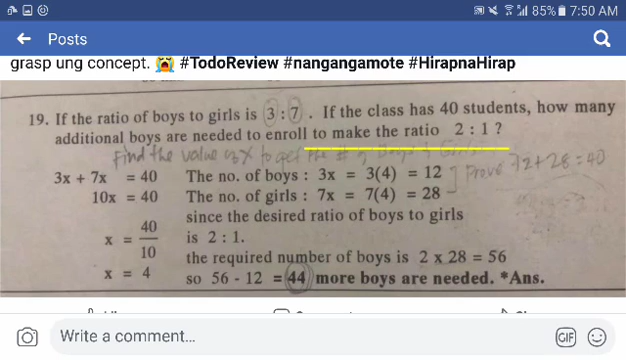 85% 7:50 AM
Posts
grasp ung concept. 😭 #TodoReview #nangangamote #HirapnaHirap
19. If the ratio of boys to girls is 3 : 7 . If the class has 40 students, how many
additional boys are needed to enroll to make the ratio 2 : 1 ?
Find the value of x to get the # of Boys & Girls
3x + 7x = 40 The no. of boys : 3x = 3(4) = 12
10x = 40 The no. of girls : 7x = 7(4) = 28
Prove 12+28=40
since the desired ratio of boys to girls
x = 40/10 is 2 : 1.
the required number of boys is 2 x 28 = 56
x = 4 so 56 - 12 = 44 more boys are needed. *Ans.
Write a comment...
GIF